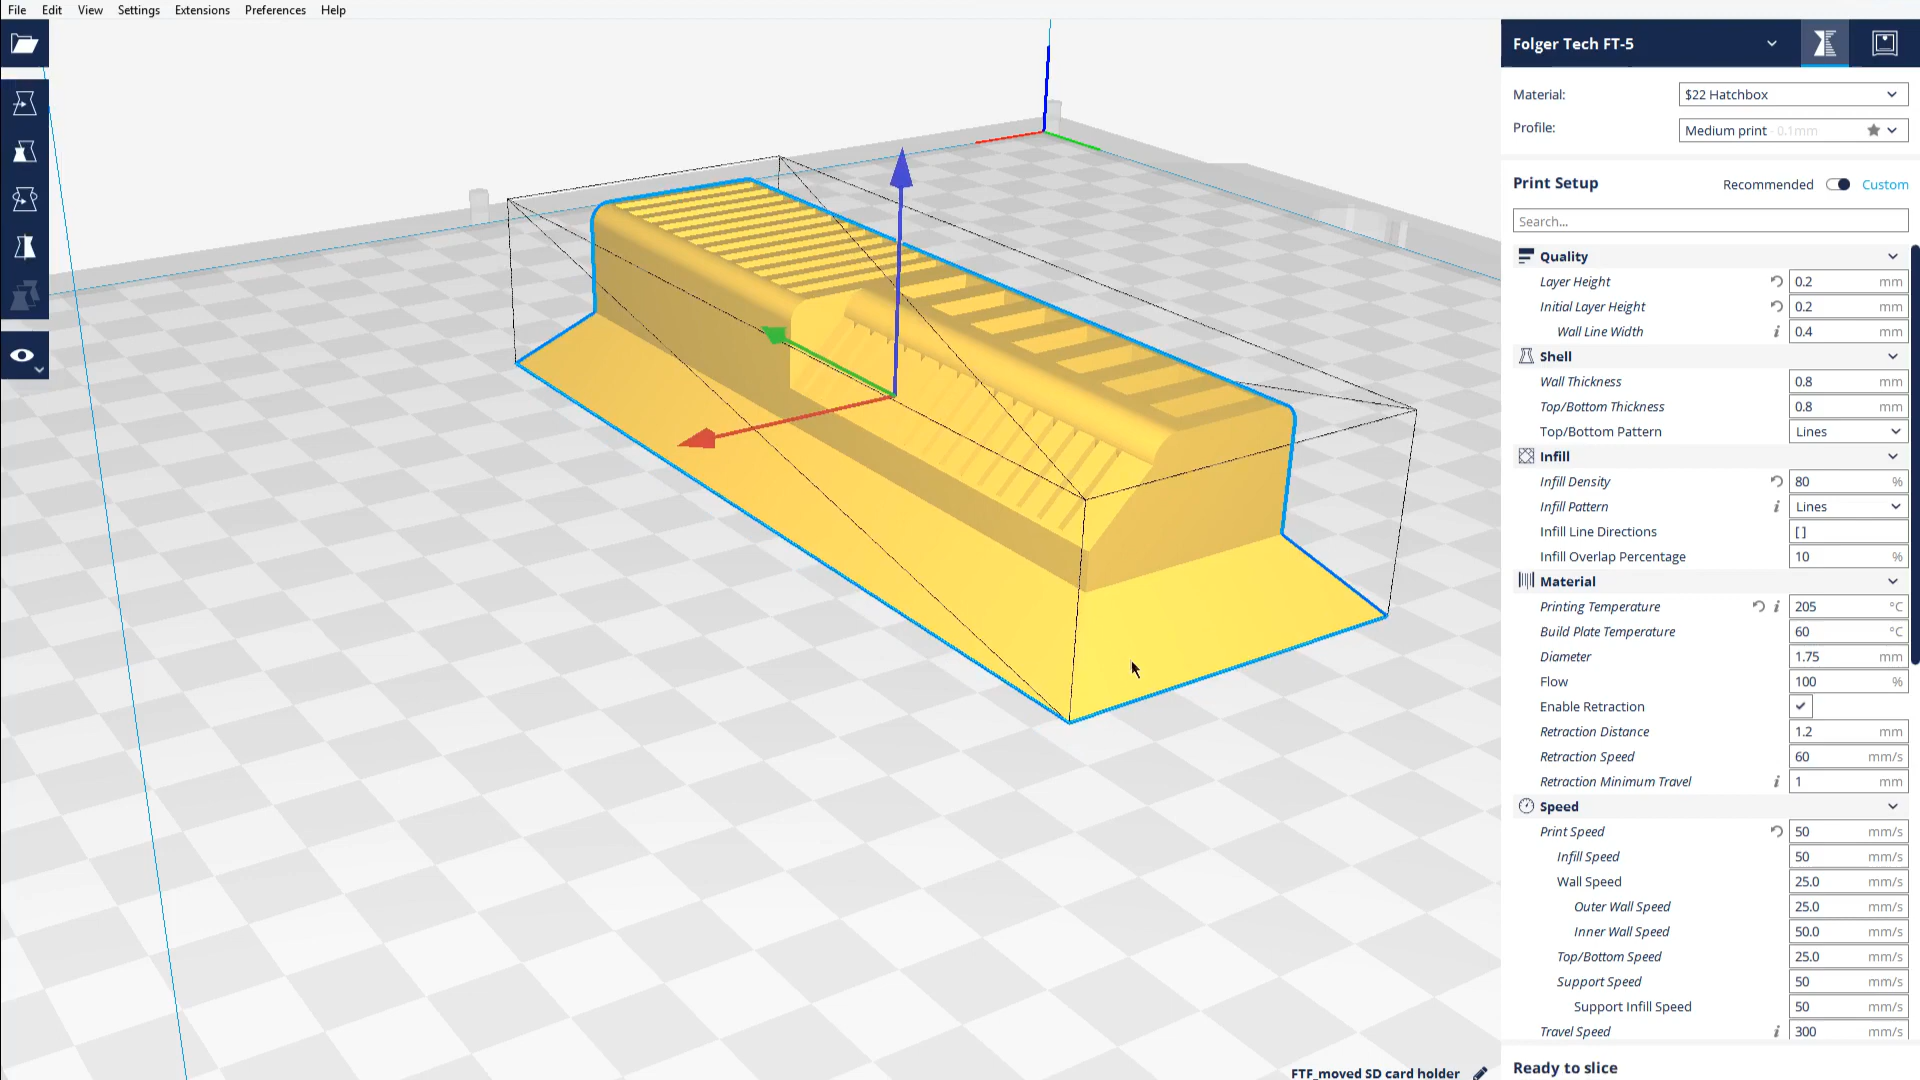 File Edit View Settings Extensions Preferences Help
Folger Tech FT-5
Material: $22 Hatchbox
Profile: Medium print - 0.1mm
Print Setup Recommended Custom
Search...
Quality
Layer Height 0.2 mm
Initial Layer Height 0.2 mm
Wall Line Width i 0.4 mm
Shell
Wall Thickness 0.8 mm
Top/Bottom Thickness 0.8 mm
Top/Bottom Pattern Lines
Infill
Infill Density 80 %
Infill Pattern i Lines
Infill Line Directions [ ]
Infill Overlap Percentage 10 %
Material
Printing Temperature i 205 °C
Build Plate Temperature 60 °C
Diameter 1.75 mm
Flow 100 %
Enable Retraction
Retraction Distance 1.2 mm
Retraction Speed 60 mm/s
Retraction Minimum Travel i 1 mm
Speed
Print Speed 50 mm/s
Infill Speed 50 mm/s
Wall Speed 25.0 mm/s
Outer Wall Speed 25.0 mm/s
Inner Wall Speed 50.0 mm/s
Top/Bottom Speed 25.0 mm/s
Support Speed 50 mm/s
Support Infill Speed 50 mm/s
Travel Speed i 300 mm/s
FTF_moved SD card holder
Ready to slice